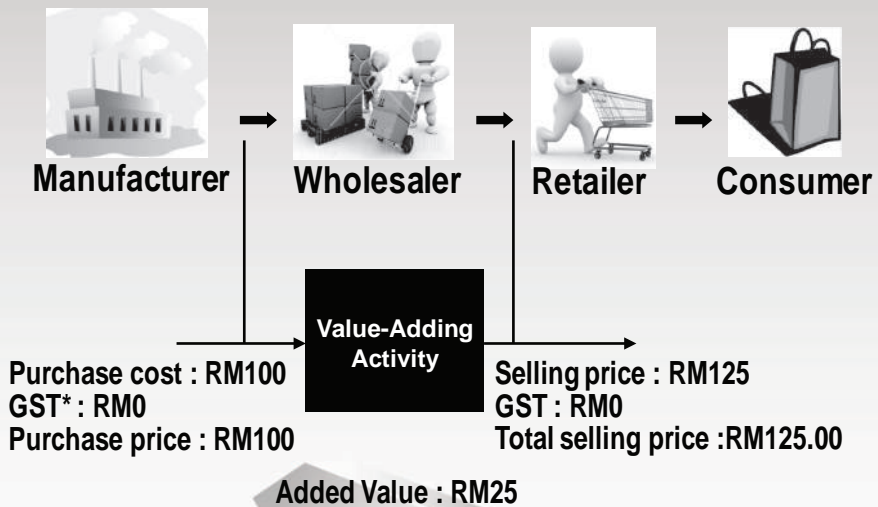 Manufacturer
Wholesaler
Retailer
Consumer
Value-Adding
Activity
Purchase cost : RM100
GST* : RM0
Purchase price : RM100
Selling price : RM125
GST : RM0
Total selling price :RM125.00
Added Value : RM25